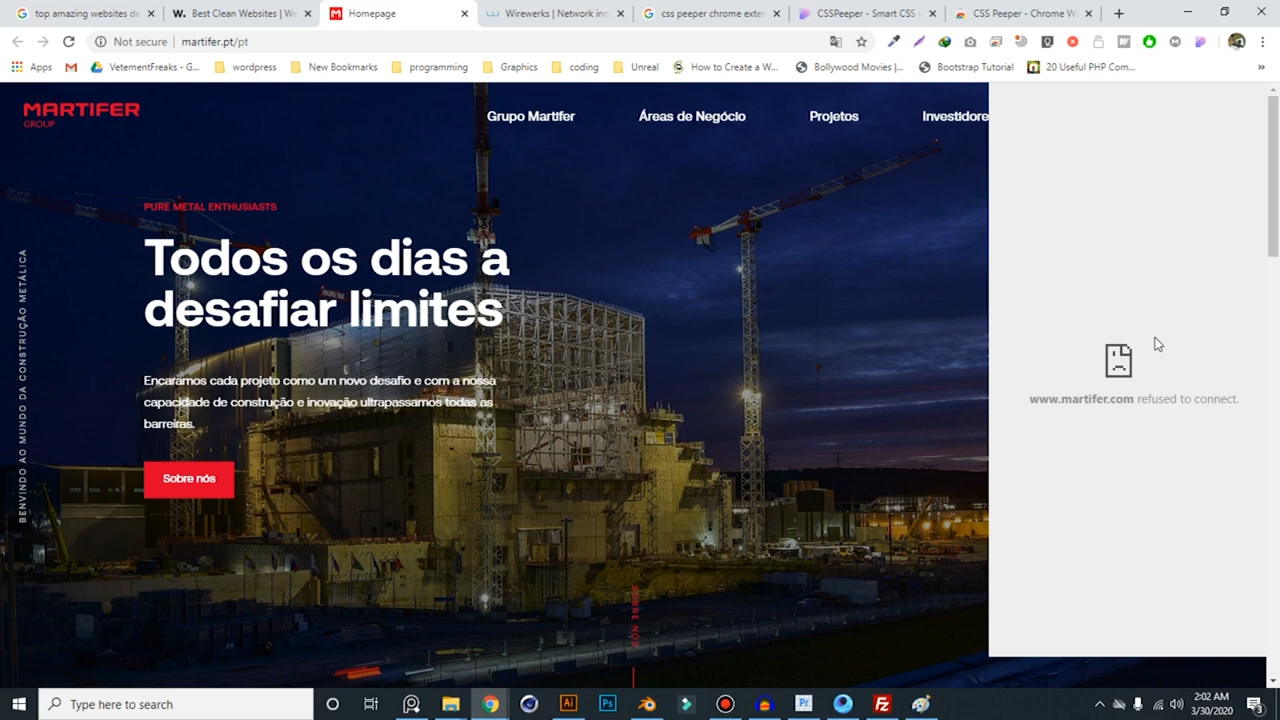 top amazing websites de
Best Clean Websites | We
Homepage
Wirewerks | Network inn
css peeper chrome exten
CSSPeeper - Smart CSS v
CSS Peeper - Chrome W
Not secure
martifer.pt/pt
Apps
VetementFreaks - G...
wordpress
New Bookmarks
programming
Graphics
coding
Unreal
How to Create a W...
Bollywood Movies |...
Bootstrap Tutorial
20 Useful PHP Com...
»
MARTIFER
GROUP
Grupo Martifer
Áreas de Negócio
Projetos
Investidore
PURE METAL ENTHUSIASTS
Todos os dias a
desafiar limites
Encaramos cada projeto como um novo desafio e com a nossa
capacidade de construção e inovação ultrapassamos todas as
barreiras.
Sobre nós
BENVINDO AO MUNDO DA CONSTRUÇÃO METÁLICA
SOBRE NÓS
www.martifer.com refused to connect.
Type here to search
2:02 AM
3/30/2020